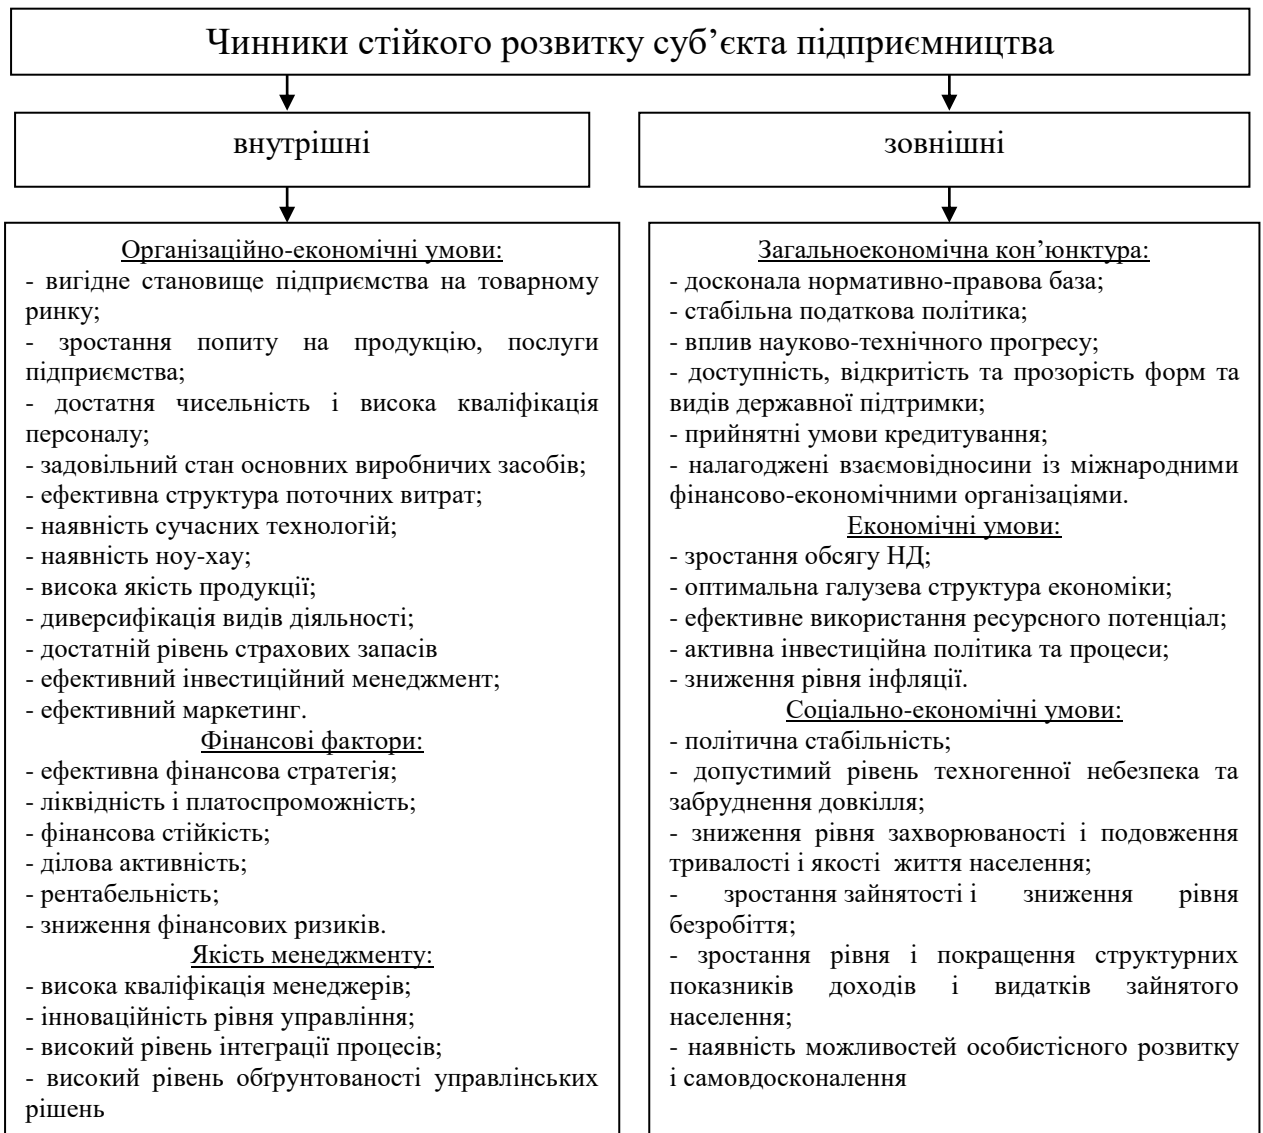 Чинники стійкого розвитку суб’єкта підприємництва
внутрішні
Організаційно-економічні умови:
- вигідне становище підприємства на товарному
ринку;
- зростання попиту на продукцію, послуги
підприємства;
- достатня чисельність і висока кваліфікація
персоналу;
- задовільний стан основних виробничих засобів;
- ефективна структура поточних витрат;
- наявність сучасних технологій;
- наявність ноу-хау;
- висока якість продукції;
- диверсифікація видів діяльності;
- достатній рівень страхових запасів
- ефективний інвестиційний менеджмент;
- ефективний маркетинг.
Фінансові фактори:
- ефективна фінансова стратегія;
- ліквідність і платоспроможність;
- фінансова стійкість;
- ділова активність;
- рентабельність;
- зниження фінансових ризиків.
Якість менеджменту:
- висока кваліфікація менеджерів;
- інноваційність рівня управління;
- високий рівень інтеграції процесів;
- високий рівень обґрунтованості управлінських
рішень
зовнішні
Загальноекономічна кон’юнктура:
- досконала нормативно-правова база;
- стабільна податкова політика;
- вплив науково-технічного прогресу;
- доступність, відкритість та прозорість форм та
видів державної підтримки;
- прийнятні умови кредитування;
- налагоджені взаємовідносини із міжнародними
фінансово-економічними організаціями.
Економічні умови:
- зростання обсягу НД;
- оптимальна галузева структура економіки;
- ефективне використання ресурсного потенціал;
- активна інвестиційна політика та процеси;
- зниження рівня інфляції.
Соціально-економічні умови:
- політична стабільність;
- допустимий рівень техногенної небезпека та
забруднення довкілля;
- зниження рівня захворюваності і подовження
тривалості і якості життя населення;
- зростання зайнятості і зниження рівня
безробіття;
- зростання рівня і покращення структурних
показників доходів і видатків зайнятого
населення;
- наявність можливостей особистісного розвитку
і самовдосконалення